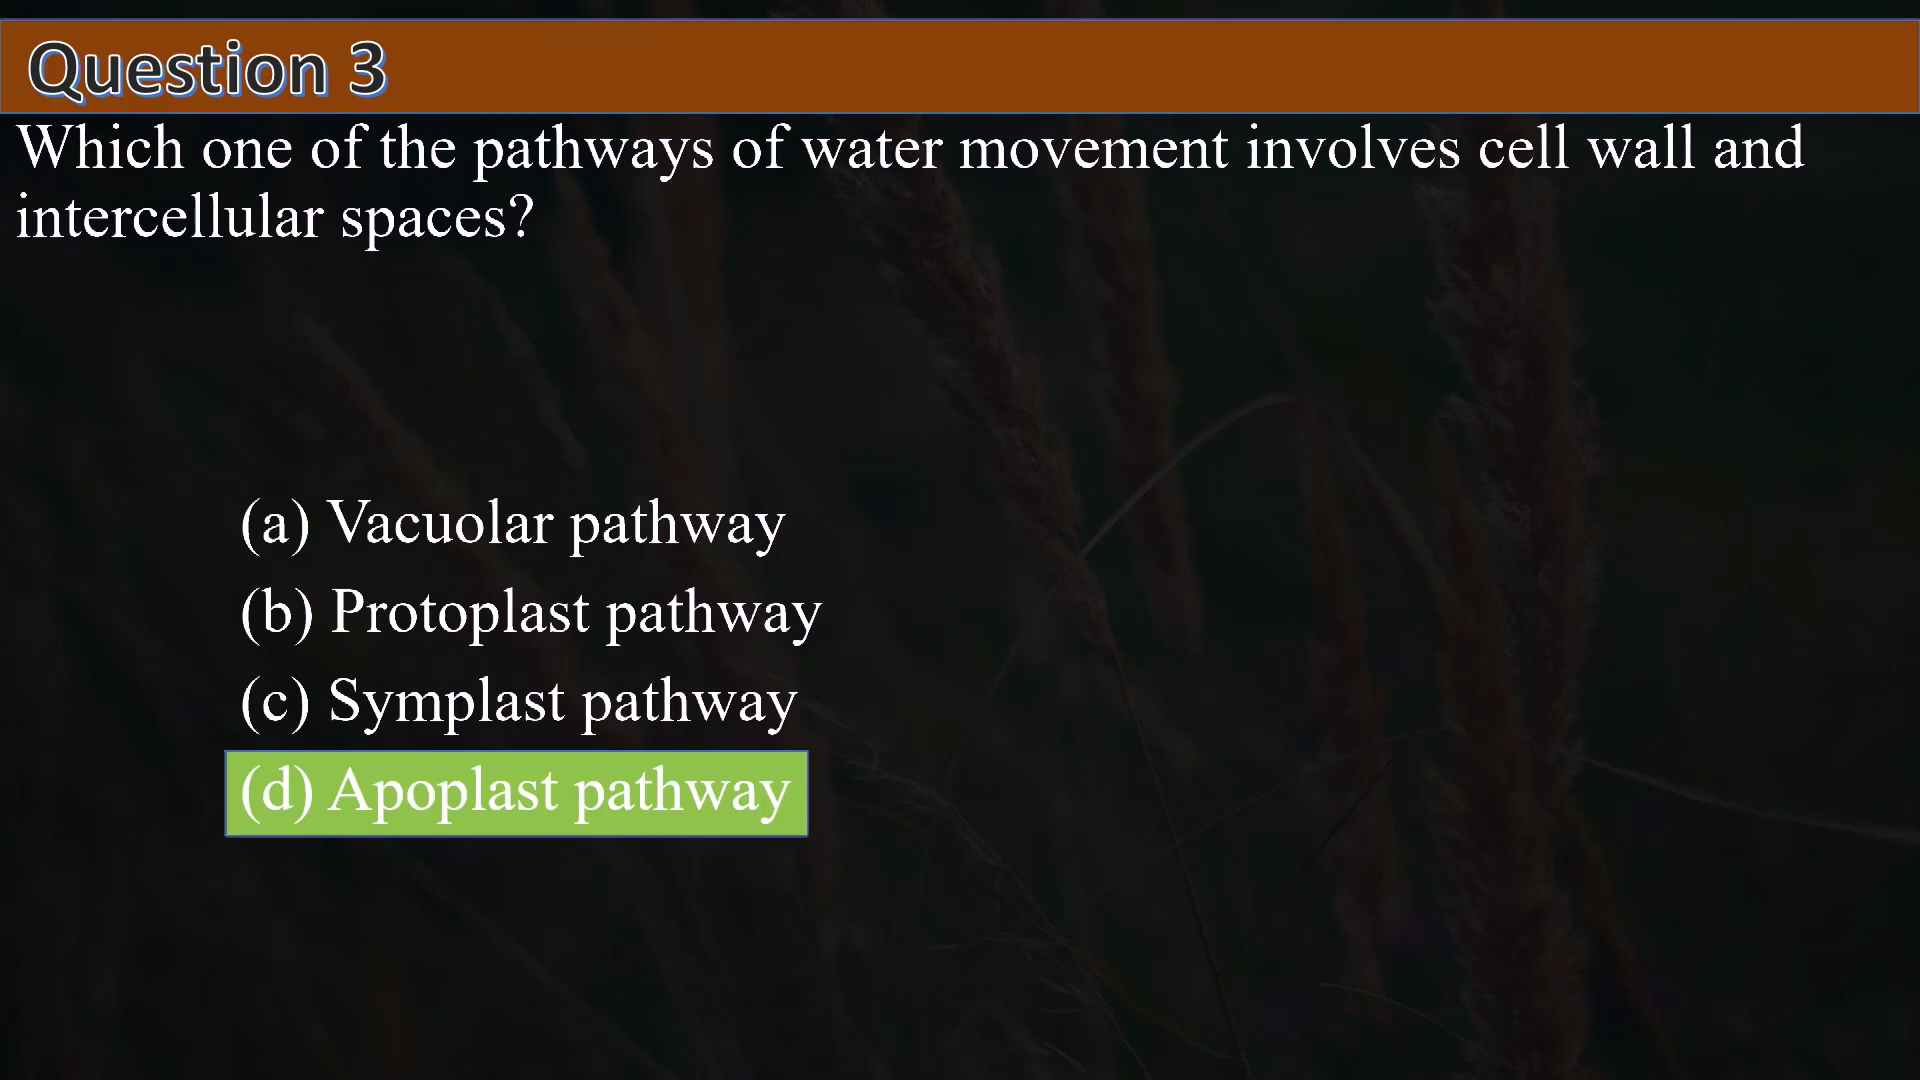 Question 3
Which one of the pathways of water movement involves cell wall and
intercellular spaces?
(a) Vacuolar pathway
(b) Protoplast pathway
(c) Symplast pathway
(d) Apoplast pathway